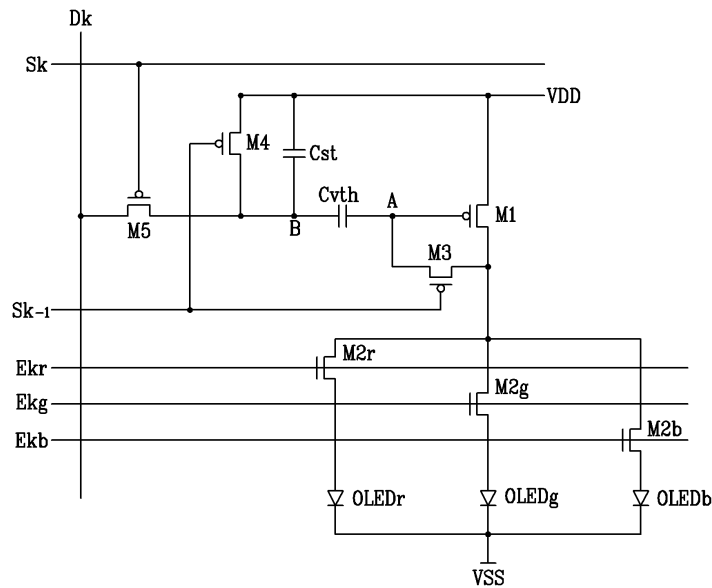 Dk
Sk
VDD
M4
Cst
Cvth
A
M1
M5
B
M3
Sk-1
Ekr
M2r
Ekg
M2g
Ekb
M2b
OLEDr
OLEDg
OLEDb
VSS